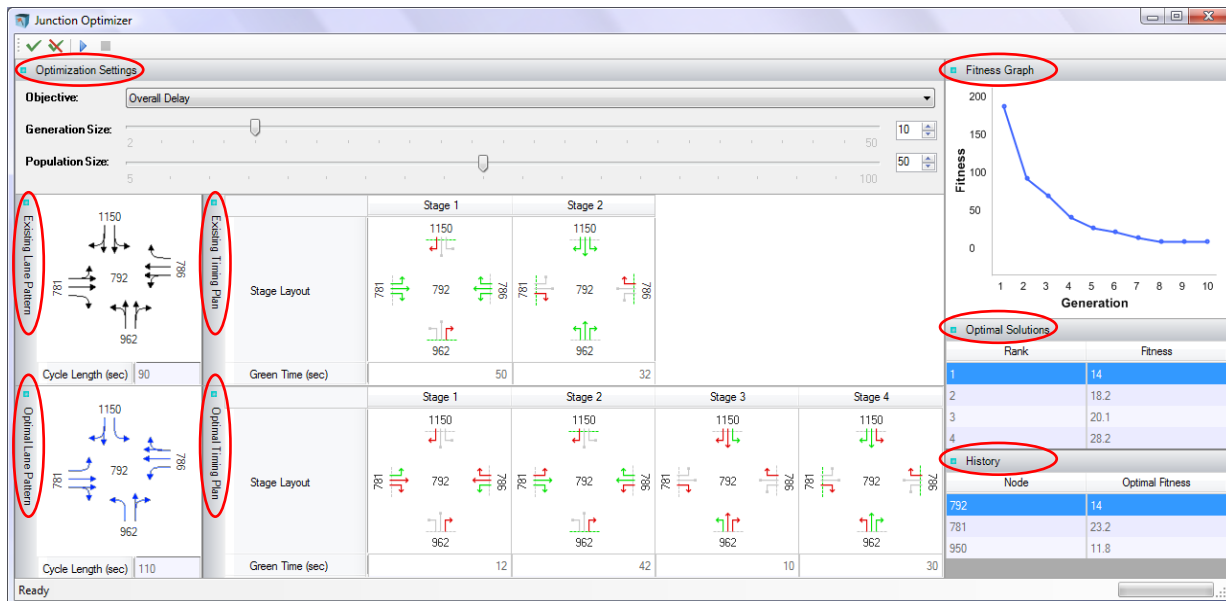 Junction Optimizer
Optimization Settings
Objective: Overall Delay
Generation Size: 10
2 50
Population Size: 50
5 100
Existing Lane Pattern
1150
781 792 786
962
Cycle Length (sec) 90
Existing Timing Plan
Stage 1 Stage 2
Stage Layout
1150 1150
781 792 786 781 792 786
962 962
Green Time (sec) 50 32
Optimal Lane Pattern
1150
781 792 786
962
Cycle Length (sec) 110
Optimal Timing Plan
Stage 1 Stage 2 Stage 3 Stage 4
Stage Layout
1150 1150 1150 1150
781 792 786 781 792 786 781 792 786 781 792 786
962 962 962 962
Green Time (sec) 12 42 10 30
Fitness Graph
Fitness
200
150
100
50
0
1 2 3 4 5 6 7 8 9 10
Generation
Optimal Solutions
Rank Fitness
1 14
2 18.2
3 20.1
4 28.2
History
Node Optimal Fitness
792 14
781 23.2
950 11.8
Ready